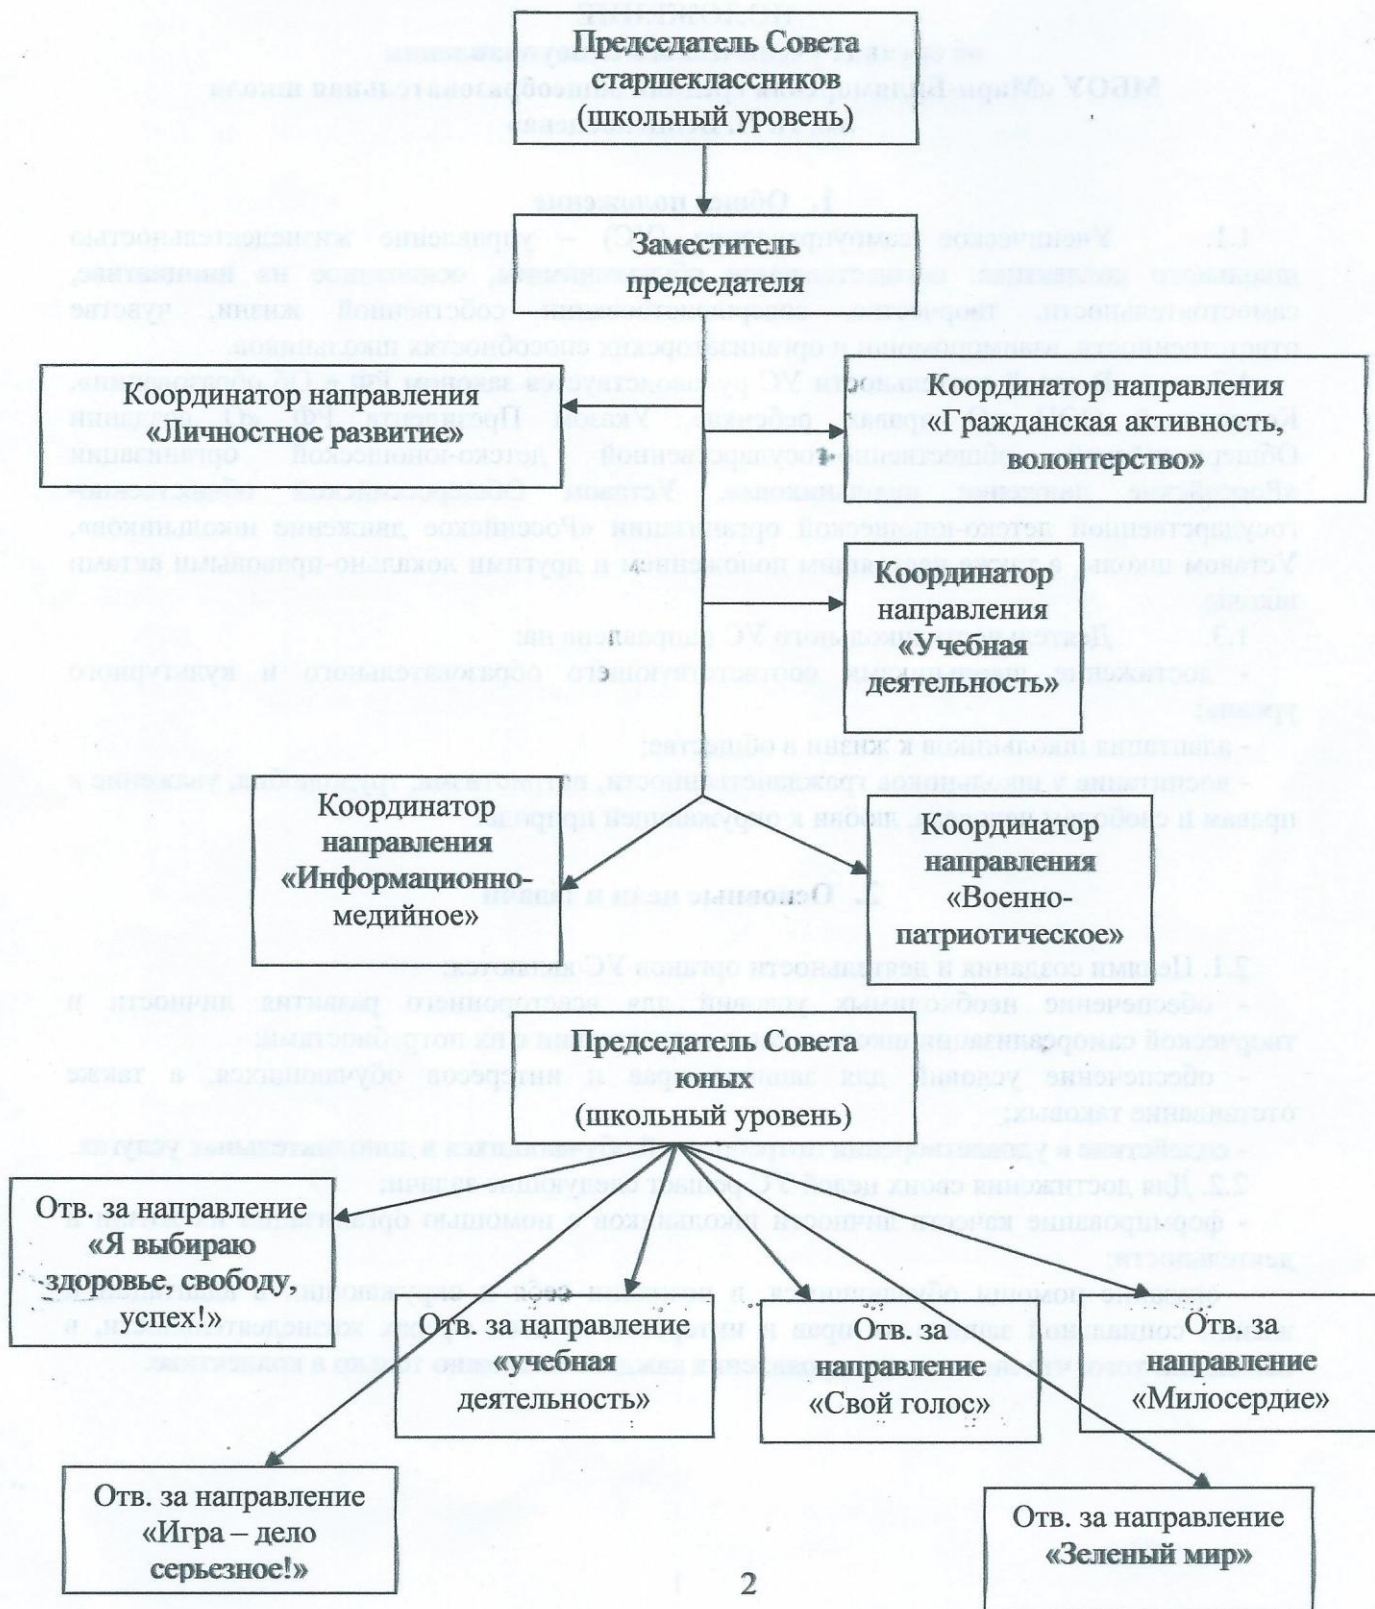 Председатель Совета
старшеклассников
(школьный уровень)
Заместитель
председателя
Координатор направления
«Личностное развитие»
Координатор направления
«Гражданская активность,
волонтерство»
Координатор
направления
«Учебная
деятельность»
Координатор
направления
«Информационно-
медийное»
Координатор
направления
«Военно-
патриотическое»
Председатель Совета
юных
(школьный уровень)
Отв. за направление
«Я выбираю
здоровье, свободу,
успех!»
Отв. за направление
«учебная
деятельность»
Отв. за
направление
«Свой голос»
Отв. за
направление
«Милосердие»
Отв. за направление
«Игра – дело
серьезное!»
Отв. за направление
«Зеленый мир»
2